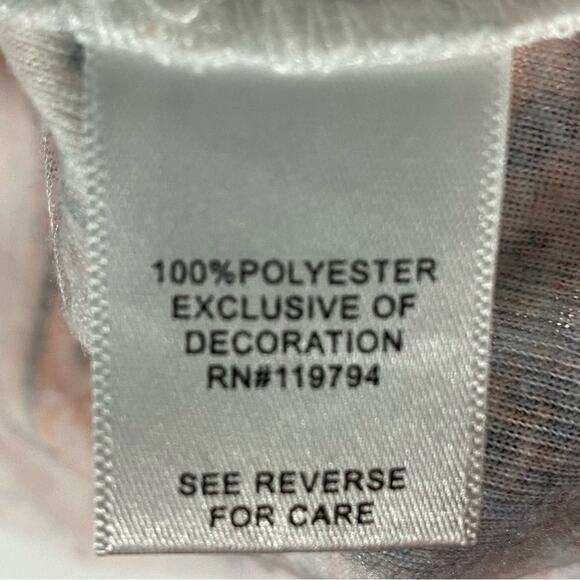 100%POLYESTER
EXCLUSIVE OF
DECORATION
RN#119794
SEE REVERSE
FOR CARE